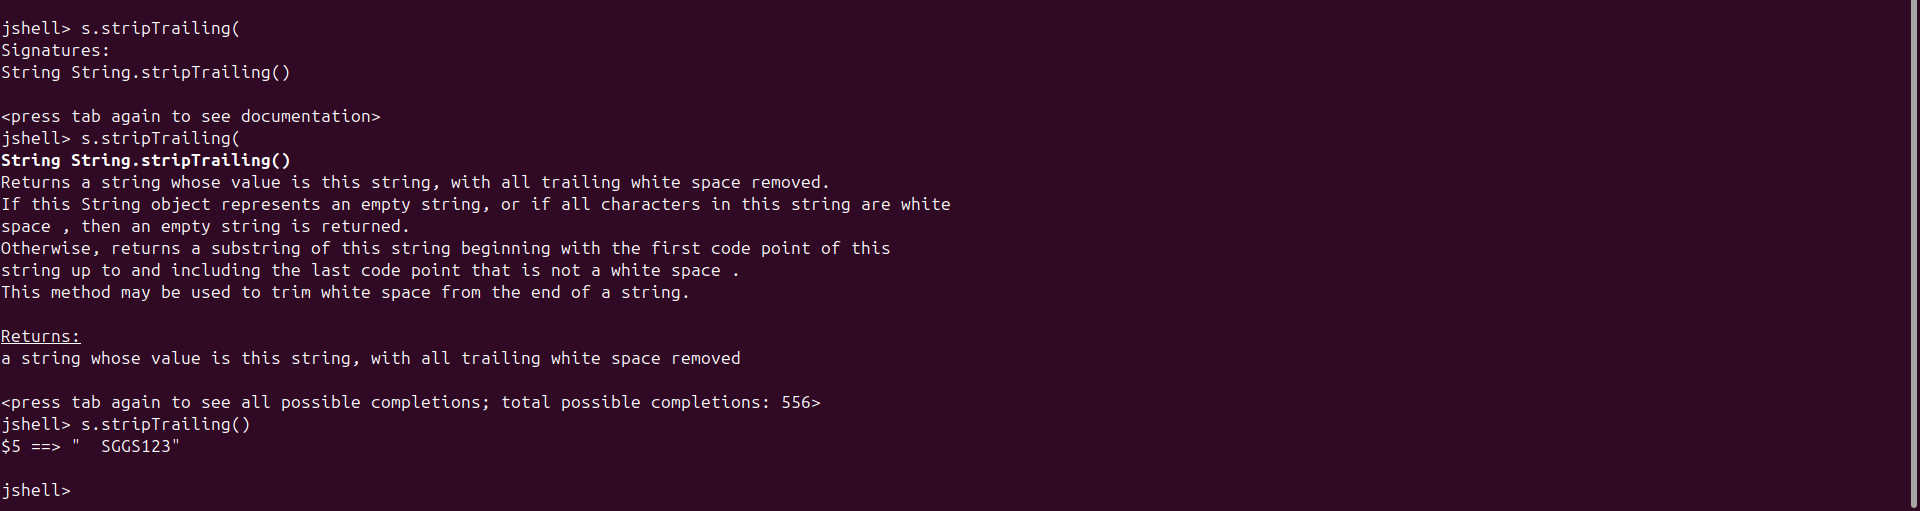 jshell> s.stripTrailing(
Signatures:
String String.stripTrailing()
<press tab again to see documentation>
jshell> s.stripTrailing(
String String.stripTrailing()
Returns a string whose value is this string, with all trailing white space removed.
If this String object represents an empty string, or if all characters in this string are white
space , then an empty string is returned.
Otherwise, returns a substring of this string beginning with the first code point of this
string up to and including the last code point that is not a white space .
This method may be used to trim white space from the end of a string.
Returns:
a string whose value is this string, with all trailing white space removed
<press tab again to see all possible completions; total possible completions: 556>
jshell> s.stripTrailing()
$5 ==> "  SGGS123"
jshell>